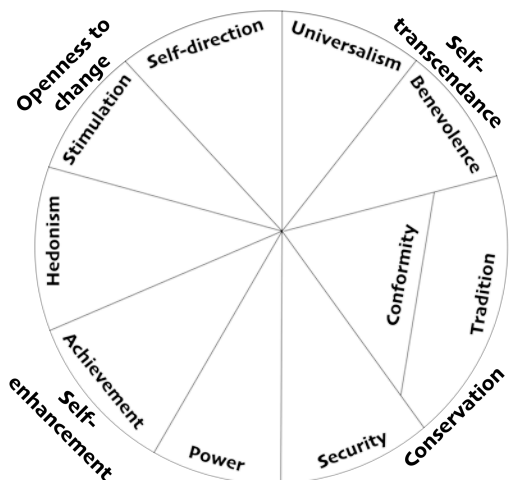 Openness to
change
Self-
transcendance
Self-direction
Universalism
Stimulation
Benevolence
Hedonism
Conformity
Tradition
Achievement
Power
Security
Self-
enhancement
Conservation